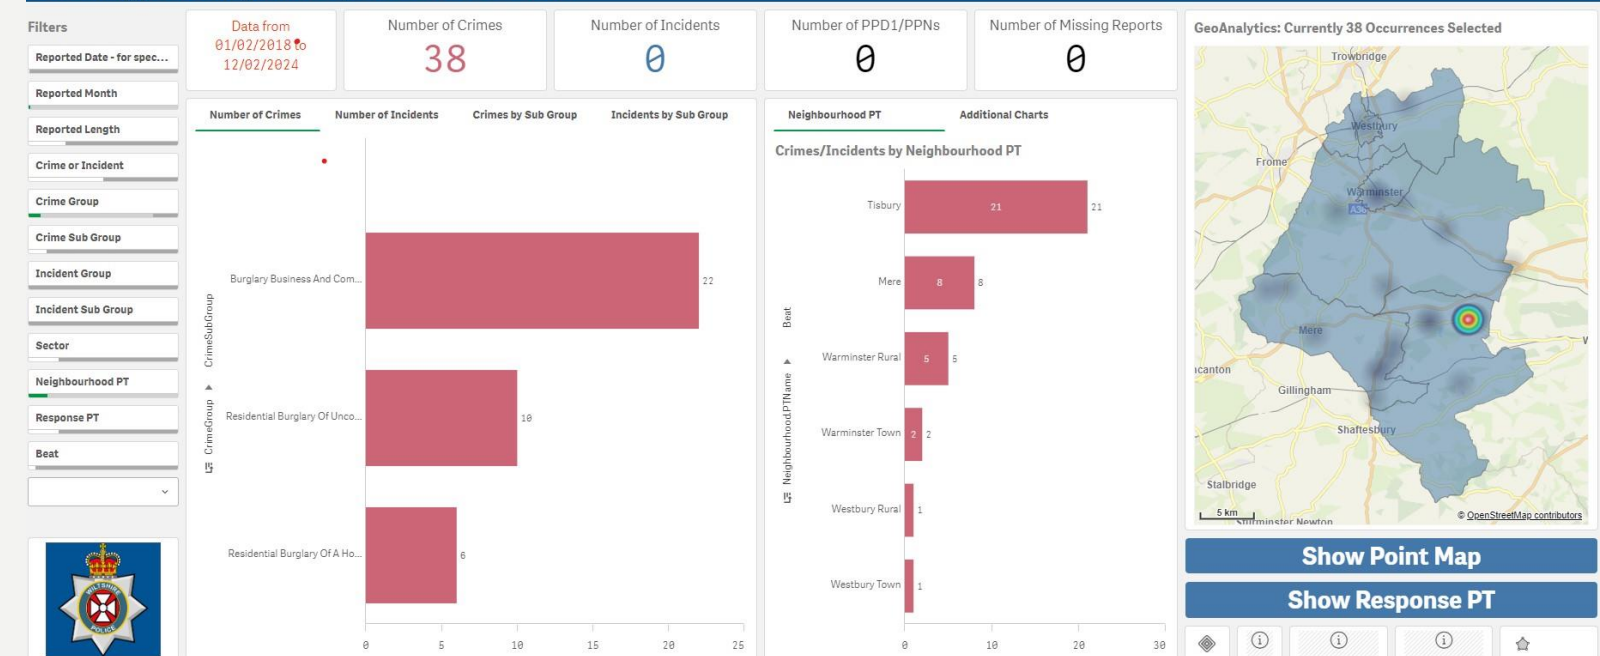 Filters
Reported Date - for spec...
Reported Month
Reported Length
Crime or Incident
Crime Group
Crime Sub Group
Incident Group
Incident Sub Group
Sector
Neighbourhood PT
Response PT
Beat
WILTSHIRE
POLICE
Data from
01/02/2018 to
12/02/2024
Number of Crimes
38
Number of Incidents
0
Number of PPD1/PPNs
0
Number of Missing Reports
0
Number of Crimes
Number of Incidents
Crimes by Sub Group
Incidents by Sub Group
CrimeGroup
CrimeSubGroup
Burglary Business And Com...
22
Residential Burglary Of Unco...
10
Residential Burglary Of A Ho...
6
0 5 10 15 20 25
Neighbourhood PT
Additional Charts
Crimes/Incidents by Neighbourhood PT
NeighbourhoodPTName
Beat
Tisbury 21 21
Mere 8 8
Warminster Rural 5 5
Warminster Town 2 2
Westbury Rural 1
Westbury Town 1
0 10 20 30
GeoAnalytics: Currently 38 Occurrences Selected
Trowbridge
Westbury
Frome
Warminster
Mere
icanton
Gillingham
Shaftesbury
Stalbridge
5 km
Sturminster Newton
© OpenStreetMap contributors
Show Point Map
Show Response PT